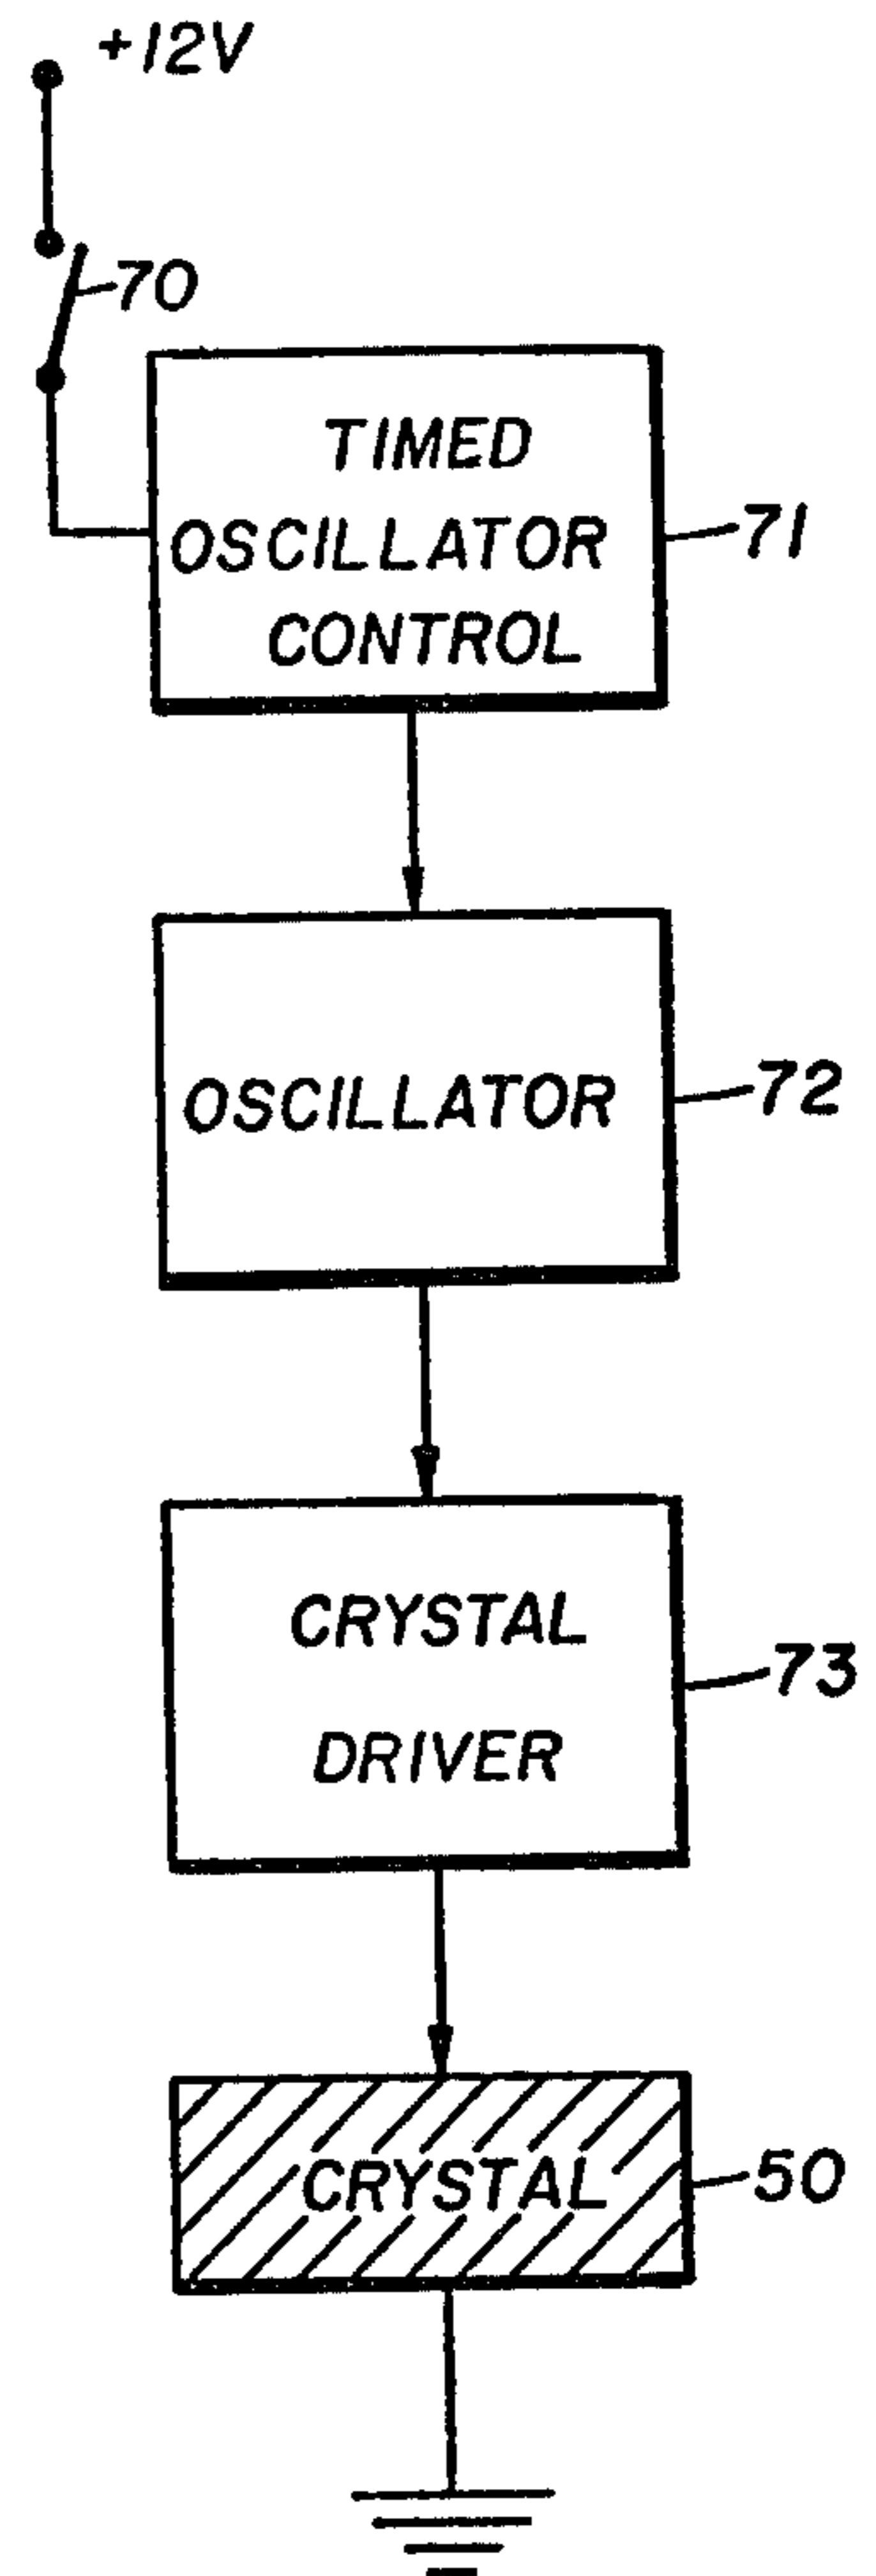 +12V
70
TIMED
OSCILLATOR
CONTROL
71
OSCILLATOR
72
CRYSTAL
DRIVER
73
CRYSTAL
50